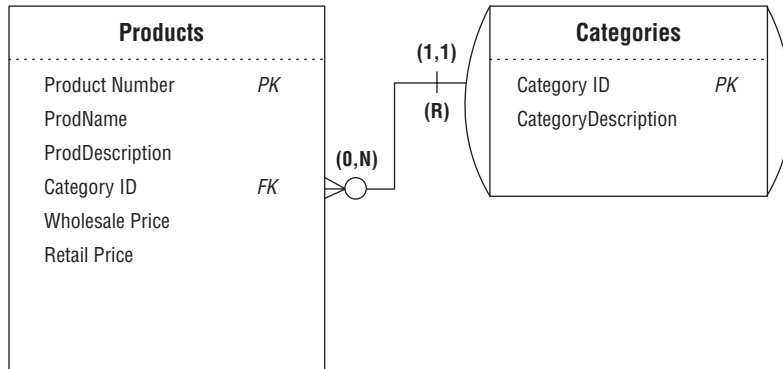 Products
Product Number PK
ProdName
ProdDescription
Category ID FK
Wholesale Price
Retail Price
(0,N)
(1,1)
(R)
Categories
Category ID PK
CategoryDescription